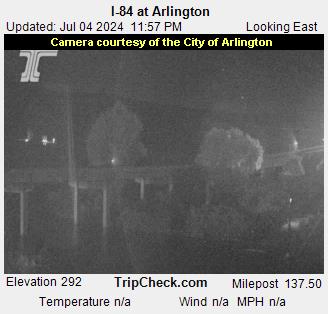 I-84 at Arlington
Updated: Jul 04 2024 11:57 PM Looking East
Camera courtesy of the City of Arlington
Elevation 292 TripCheck.com Milepost 137.50
Temperature n/a Wind n/a MPH n/a